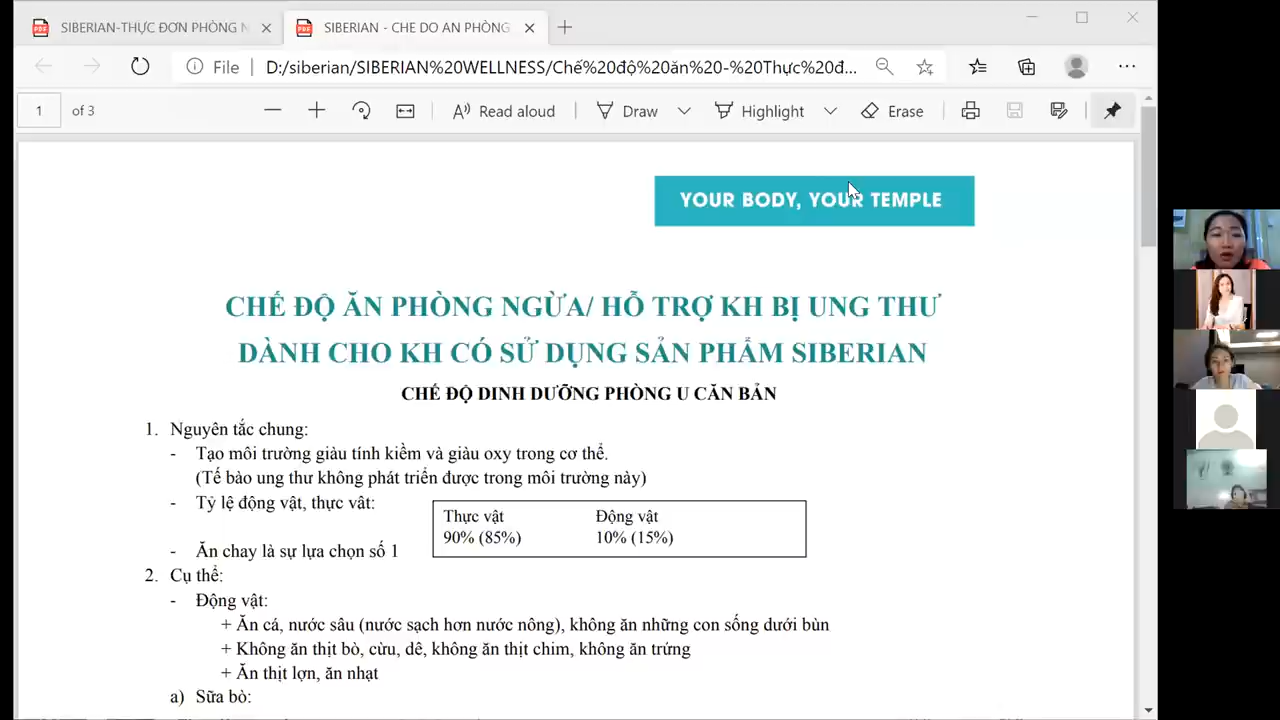 SIBERIAN-THỰC ĐƠN PHÒNG N
SIBERIAN - CHE DO AN PHÒNG
File
D:/siberian/SIBERIAN%20WELLNESS/Chế%20độ%20ăn%20-%20Thực%20đ...
1 of 3
Read aloud
Draw
Highlight
Erase
YOUR BODY, YOUR TEMPLE
CHẾ ĐỘ ĂN PHÒNG NGỪA/ HỖ TRỢ KH BỊ UNG THƯ
DÀNH CHO KH CÓ SỬ DỤNG SẢN PHẨM SIBERIAN
CHẾ ĐỘ DINH DƯỠNG PHÒNG U CĂN BẢN
1. Nguyên tắc chung:
- Tạo môi trường giàu tính kiềm và giàu oxy trong cơ thể.
(Tế bào ung thư không phát triển được trong môi trường này)
- Tỷ lệ động vật, thực vât:
Thực vât Động vât
90% (85%) 10% (15%)
- Ăn chay là sự lựa chọn số 1
2. Cụ thể:
- Động vât:
+ Ăn cá, nước sâu (nước sạch hơn nước nông), không ăn những con sống dưới bùn
+ Không ăn thịt bò, cừu, dê, không ăn thịt chim, không ăn trứng
+ Ăn thịt lợn, ăn nhạt
a) Sữa bò: